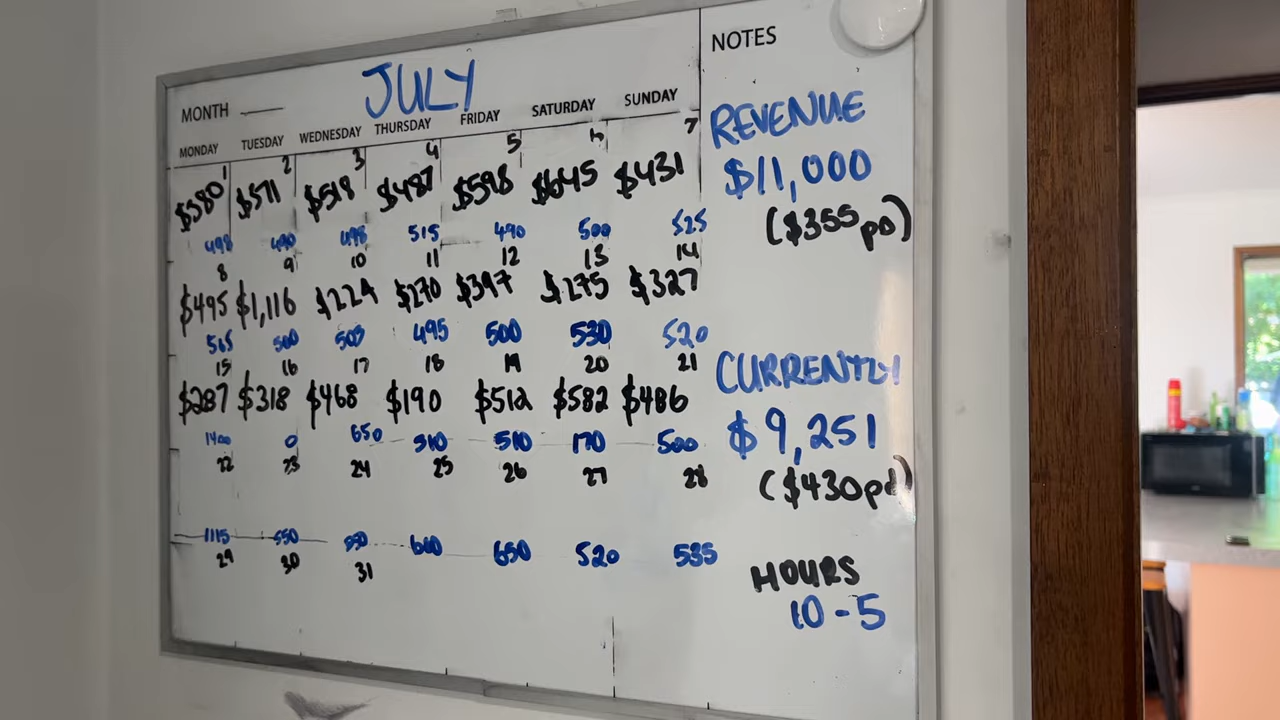 MONTH
JULY
NOTES
MONDAY TUESDAY WEDNESDAY THURSDAY FRIDAY SATURDAY SUNDAY
1 2 3 4 5 6 7
$580 $571 $519 $487 $598 $645 $431
498 490 498 515 490 500 525
8 9 10 11 12 13 14
$495 $1,116 $224 $270 $397 $275 $327
565 500 503 495 500 530 520
15 16 17 18 19 20 21
$287 $318 $468 $190 $512 $582 $486
1400 0 650 510 510 170 500
22 23 24 25 26 27 28
1115 550 550 600 650 520 535
29 30 31
REVENUE
$11,000
($355pd)
CURRENTLY
$9,251
($430pd)
HOURS
10-5